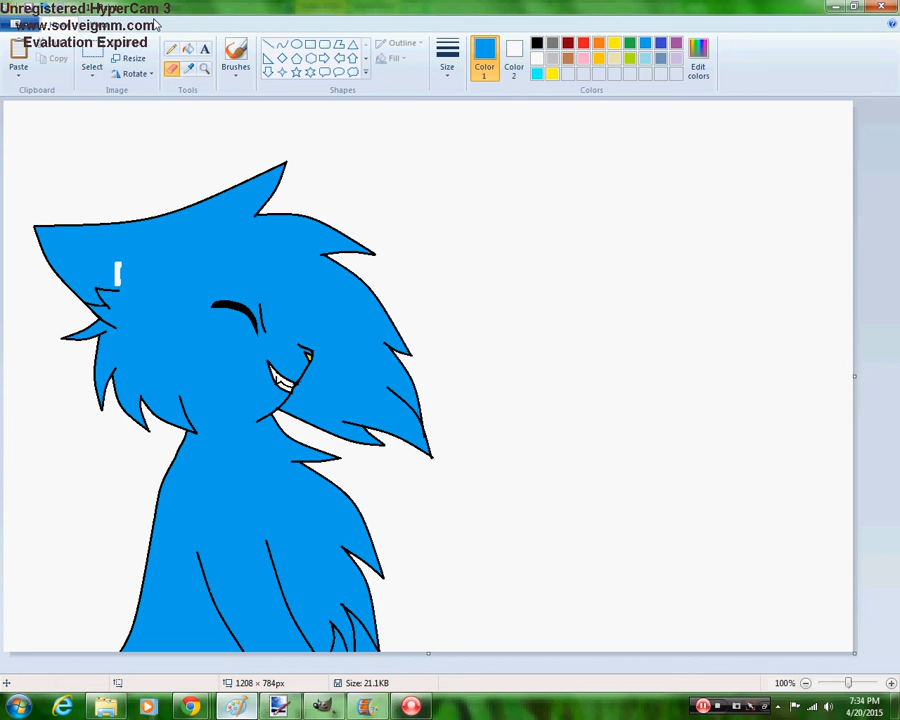 Unregistered HyperCam 3
www.solveigmm.com
Evaluation Expired
Paste
Copy
Select
Resize
Rotate
A
Brushes
Outline
Fill
Size
Color
1
Color
2
Edit
colors
Clipboard
Image
Tools
Shapes
Colors
1208 × 784px
Size: 21.1KB
100%
7:34 PM
4/20/2015